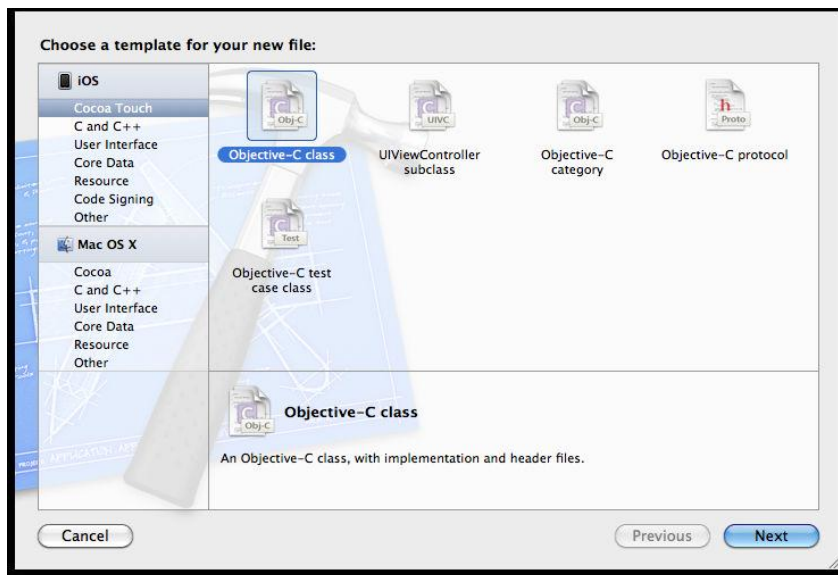 Choose a template for your new file:
iOS
Cocoa Touch
C and C++
User Interface
Core Data
Resource
Code Signing
Other
Mac OS X
Cocoa
C and C++
User Interface
Core Data
Resource
Other
Obj-C
Objective-C class
UIVC
UIViewController
subclass
Obj-C
Objective-C
category
h
Proto
Objective-C protocol
Test
Objective-C test
case class
Obj-C
Objective-C class
An Objective-C class, with implementation and header files.
Cancel
Previous
Next